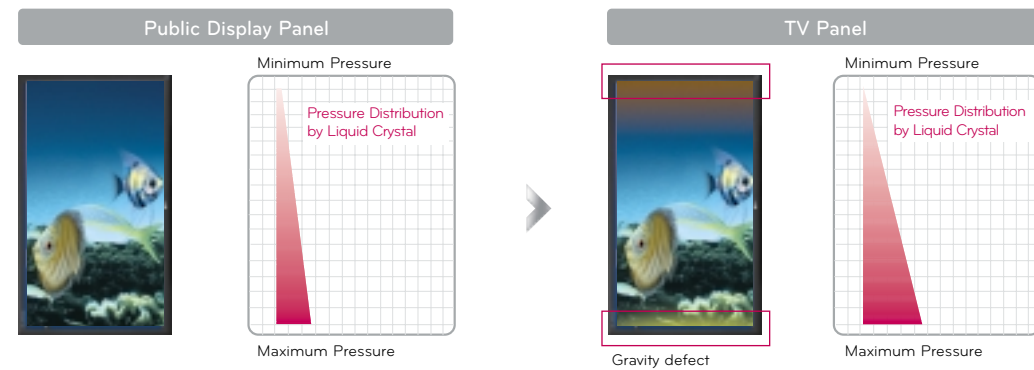 Public Display Panel
Minimum Pressure
Pressure Distribution
by Liquid Crystal
Maximum Pressure
TV Panel
Minimum Pressure
Pressure Distribution
by Liquid Crystal
Gravity defect
Maximum Pressure